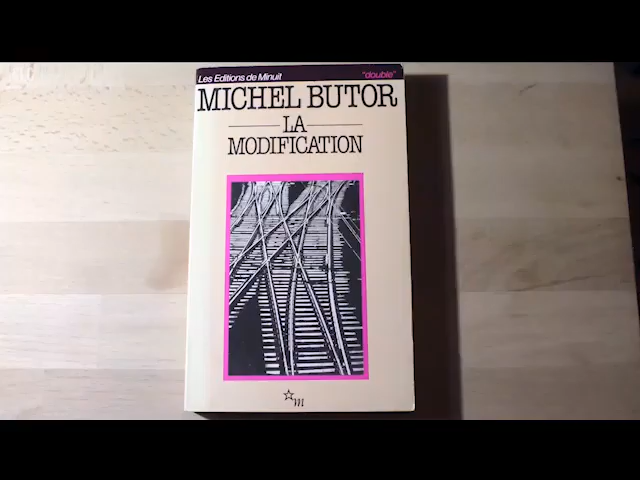 Les Editions de Minuit "double"
MICHEL BUTOR
LA
MODIFICATION
m